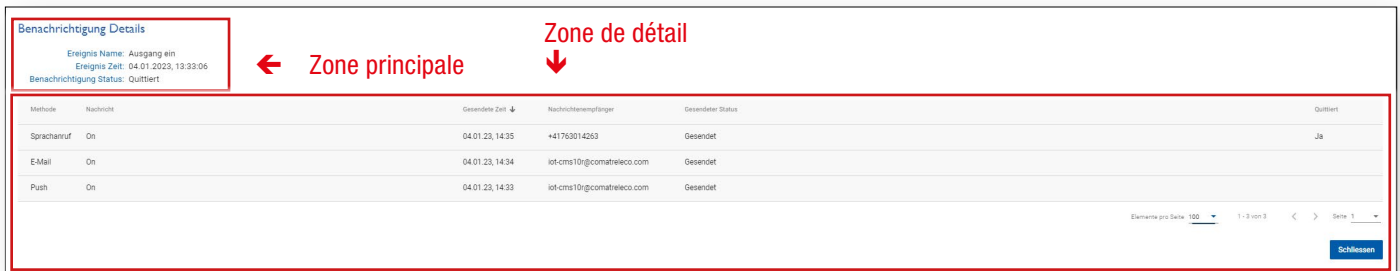 Benachrichtigung Details
Ereignis Name: Ausgang ein
Ereignis Zeit: 04.01.2023, 13:33:06
Benachrichtigung Status: Quittiert
← Zone principale
Zone de détail
↓
Methode Nachricht Gesendete Zeit ↓ Nachrichtenempfänger Gesendeter Status Quittiert
Sprachanruf On 04.01.23, 14:35 +41763014263 Gesendet Ja
E-Mail On 04.01.23, 14:34 iot-cms10r@comatreleco.com Gesendet
Push On 04.01.23, 14:33 iot-cms10r@comatreleco.com Gesendet
Elemente pro Seite 100 1 - 3 von 3 < > Seite 1
Schliessen